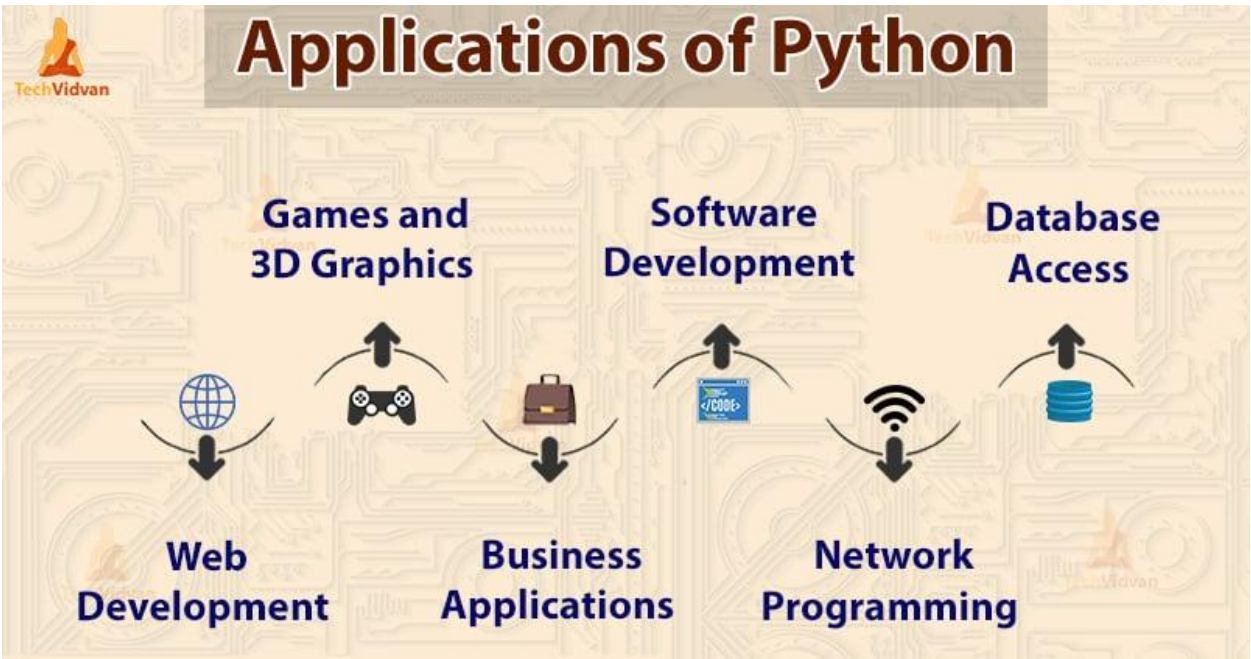 Applications of Python
TechVidvan
Games and
3D Graphics
Software
Development
Database
Access
</CODE>
Web
Development
Business
Applications
Network
Programming